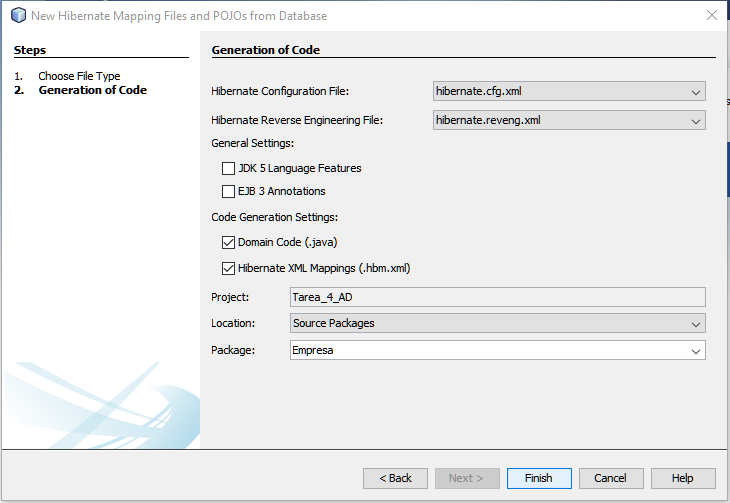 New Hibernate Mapping Files and POJOs from Database
Steps
1. Choose File Type
2. Generation of Code
Generation of Code
Hibernate Configuration File: hibernate.cfg.xml
Hibernate Reverse Engineering File: hibernate.reveng.xml
General Settings:
JDK 5 Language Features
EJB 3 Annotations
Code Generation Settings:
Domain Code (.java)
Hibernate XML Mappings (.hbm.xml)
Project: Tarea_4_AD
Location: Source Packages
Package: Empresa
< Back Next > Finish Cancel Help